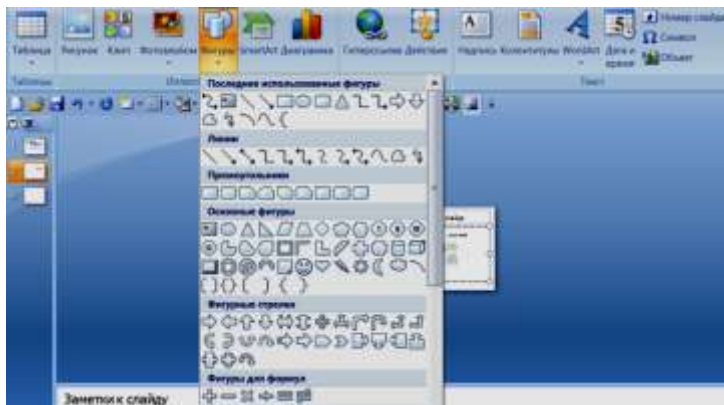 Таблица Рисунок Клип Фотоальбом Фигуры SmartArt Диаграмма Гиперссылка Действие Надпись Колонтитулы WordArt Дата и время
Номер слайда
Символ
Объект
Таблицы Текст
Последние использованные фигуры
Линии
Прямоугольники
Основные фигуры
Фигурные стрелки
Фигуры для формул
Заметки к слайду